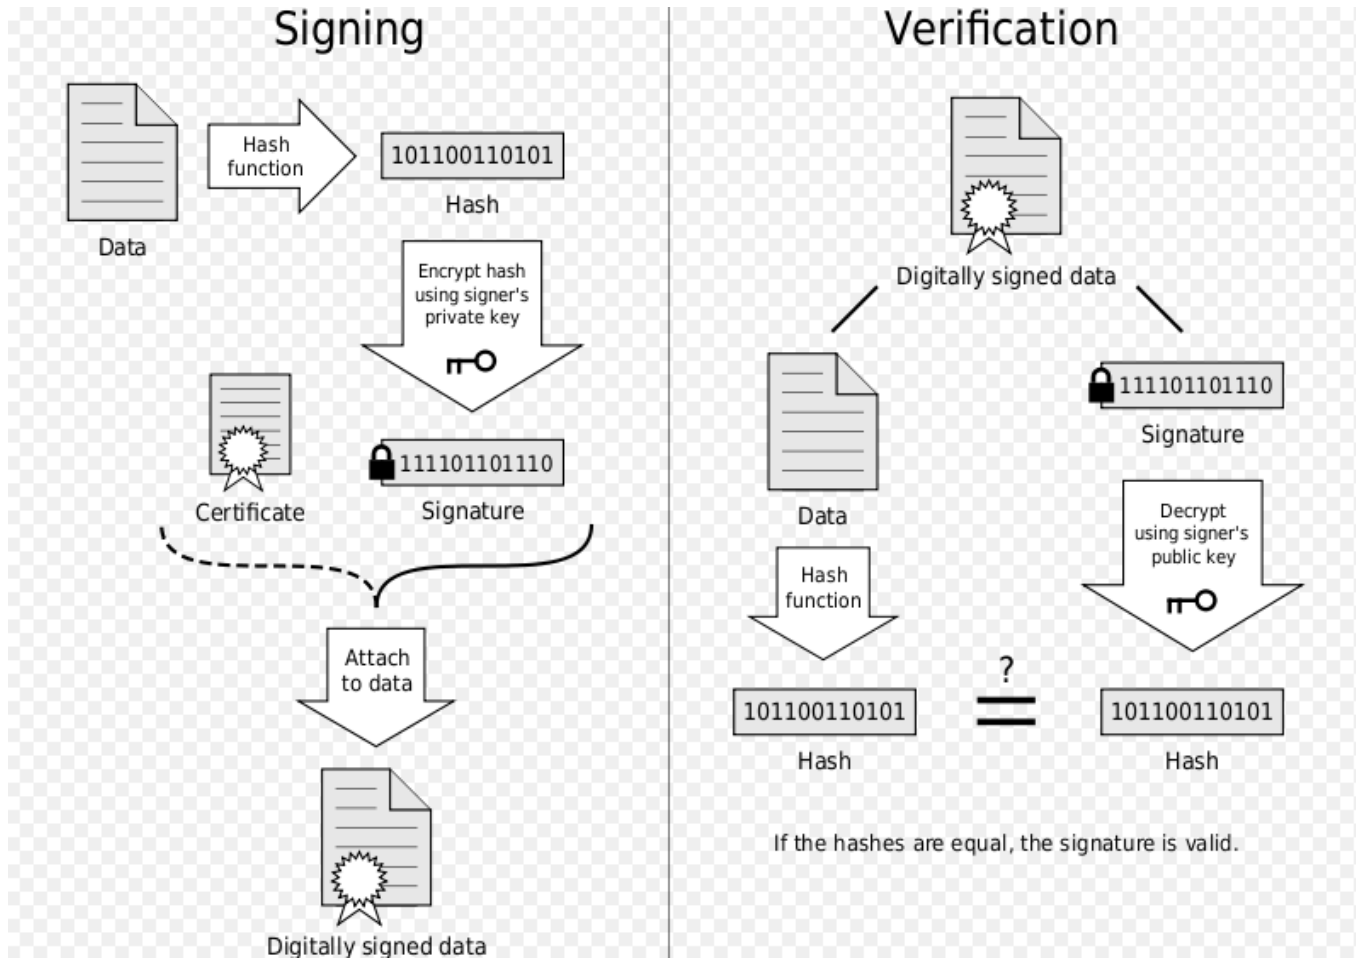 Signing
Hash
function
101100110101
Hash
Data
Encrypt hash
using signer's
private key
111101101110
Certificate
Signature
Attach
to data
Digitally signed data
Verification
Digitally signed data
111101101110
Signature
Data
Decrypt
using signer's
public key
Hash
function
?
101100110101
=
101100110101
Hash
Hash
If the hashes are equal, the signature is valid.